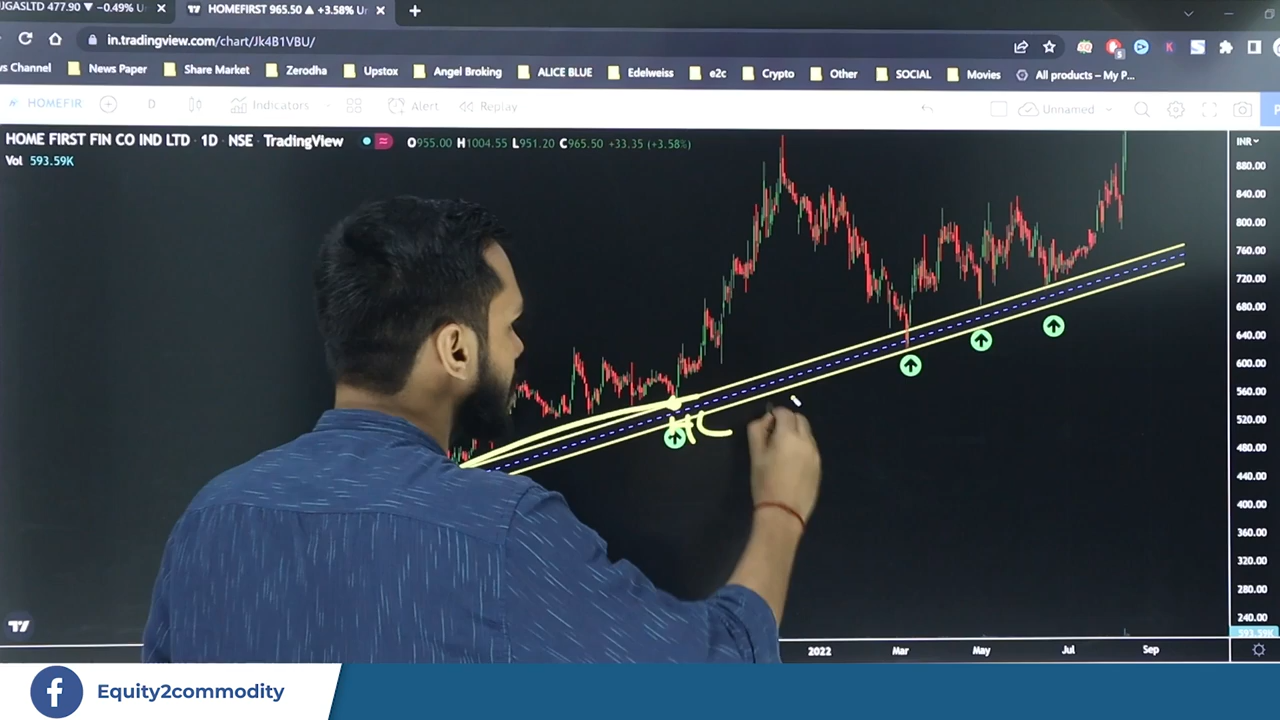 JGASLTD 477.90 ▼ −0.49% U
HOMEFIRST 965.50 ▲ +3.58% U
in.tradingview.com/chart/Jk4B1VBU/
s Channel News Paper Share Market Zerodha Upstox Angel Broking ALICE BLUE Edelweiss e2c Crypto Other SOCIAL Movies All products – My P...
HOMEFIR D Indicators Alert Replay Unnamed
HOME FIRST FIN CO IND LTD · 1D · NSE · TradingView O955.00 H1004.55 L951.20 C965.50 +33.35 (+3.58%)
INR
Vol 593.59K
880.00
840.00
800.00
760.00
720.00
680.00
640.00
600.00
560.00
520.00
HC
480.00
440.00
400.00
360.00
320.00
280.00
240.00
593.59K
2022 Mar May Jul Sep
Equity2commodity